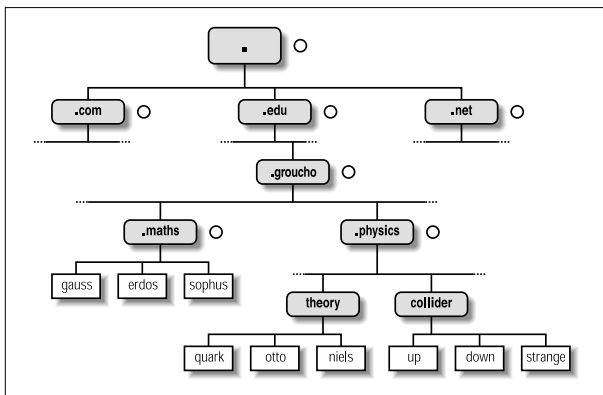 .
.com .edu .net
.groucho
.maths .physics
gauss erdos sophus
theory collider
quark otto niels up down strange